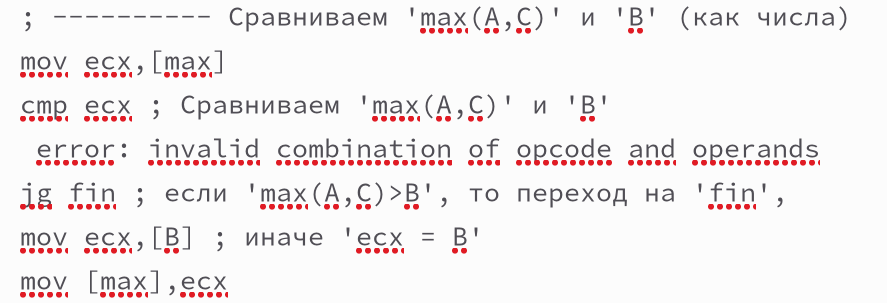 ; ---------- Сравниваем 'max(A,C)' и 'B' (как числа)
mov ecx,[max]
cmp ecx ; Сравниваем 'max(A,C)' и 'B'
 error: invalid combination of opcode and operands
jg fin ; если 'max(A,C)>B', то переход на 'fin',
mov ecx,[B] ; иначе 'ecx = B'
mov [max],ecx